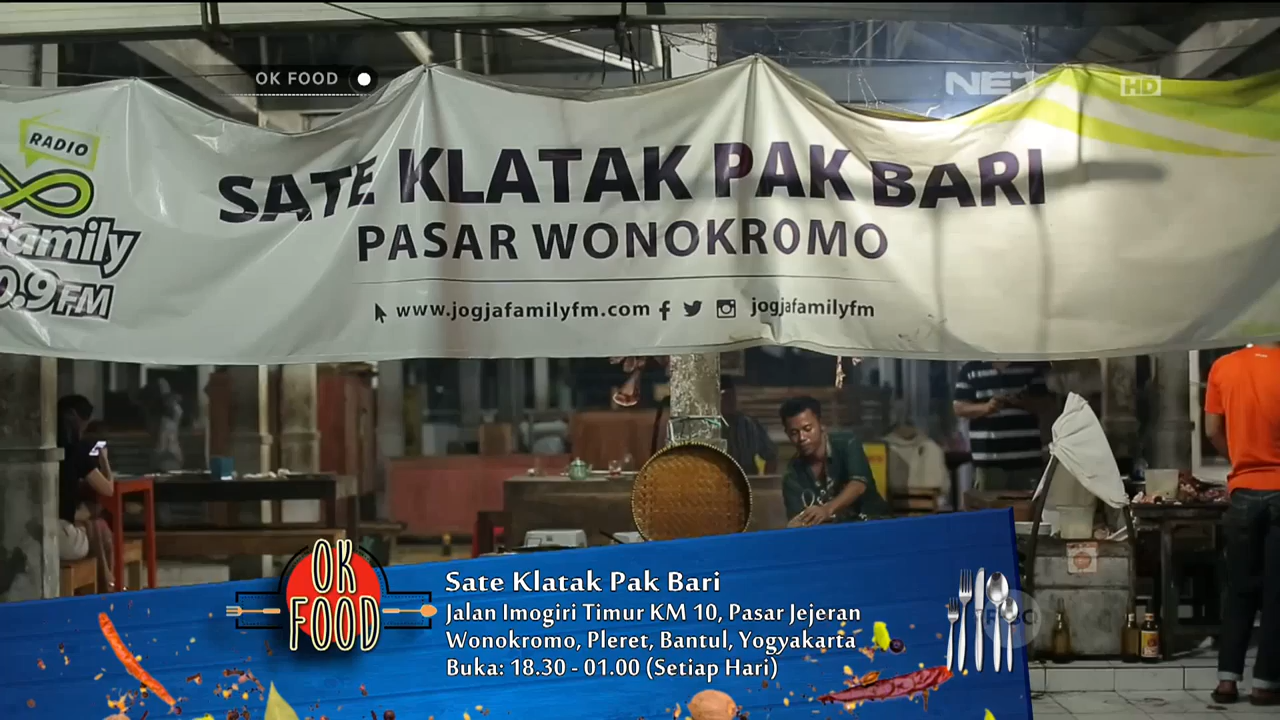 OK FOOD
NET
HD
RADIO
Family
0.9 FM
SATE KLATAK PAK BARI
PASAR WONOKROMO
www.jogjafamilyfm.com jogjafamilyfm
OK
FOOD
Sate Klatak Pak Bari
Jalan Imogiri Timur KM 10, Pasar Jejeran
Wonokromo, Pleret, Bantul, Yogyakarta
Buka: 18.30 - 01.00 (Setiap Hari)